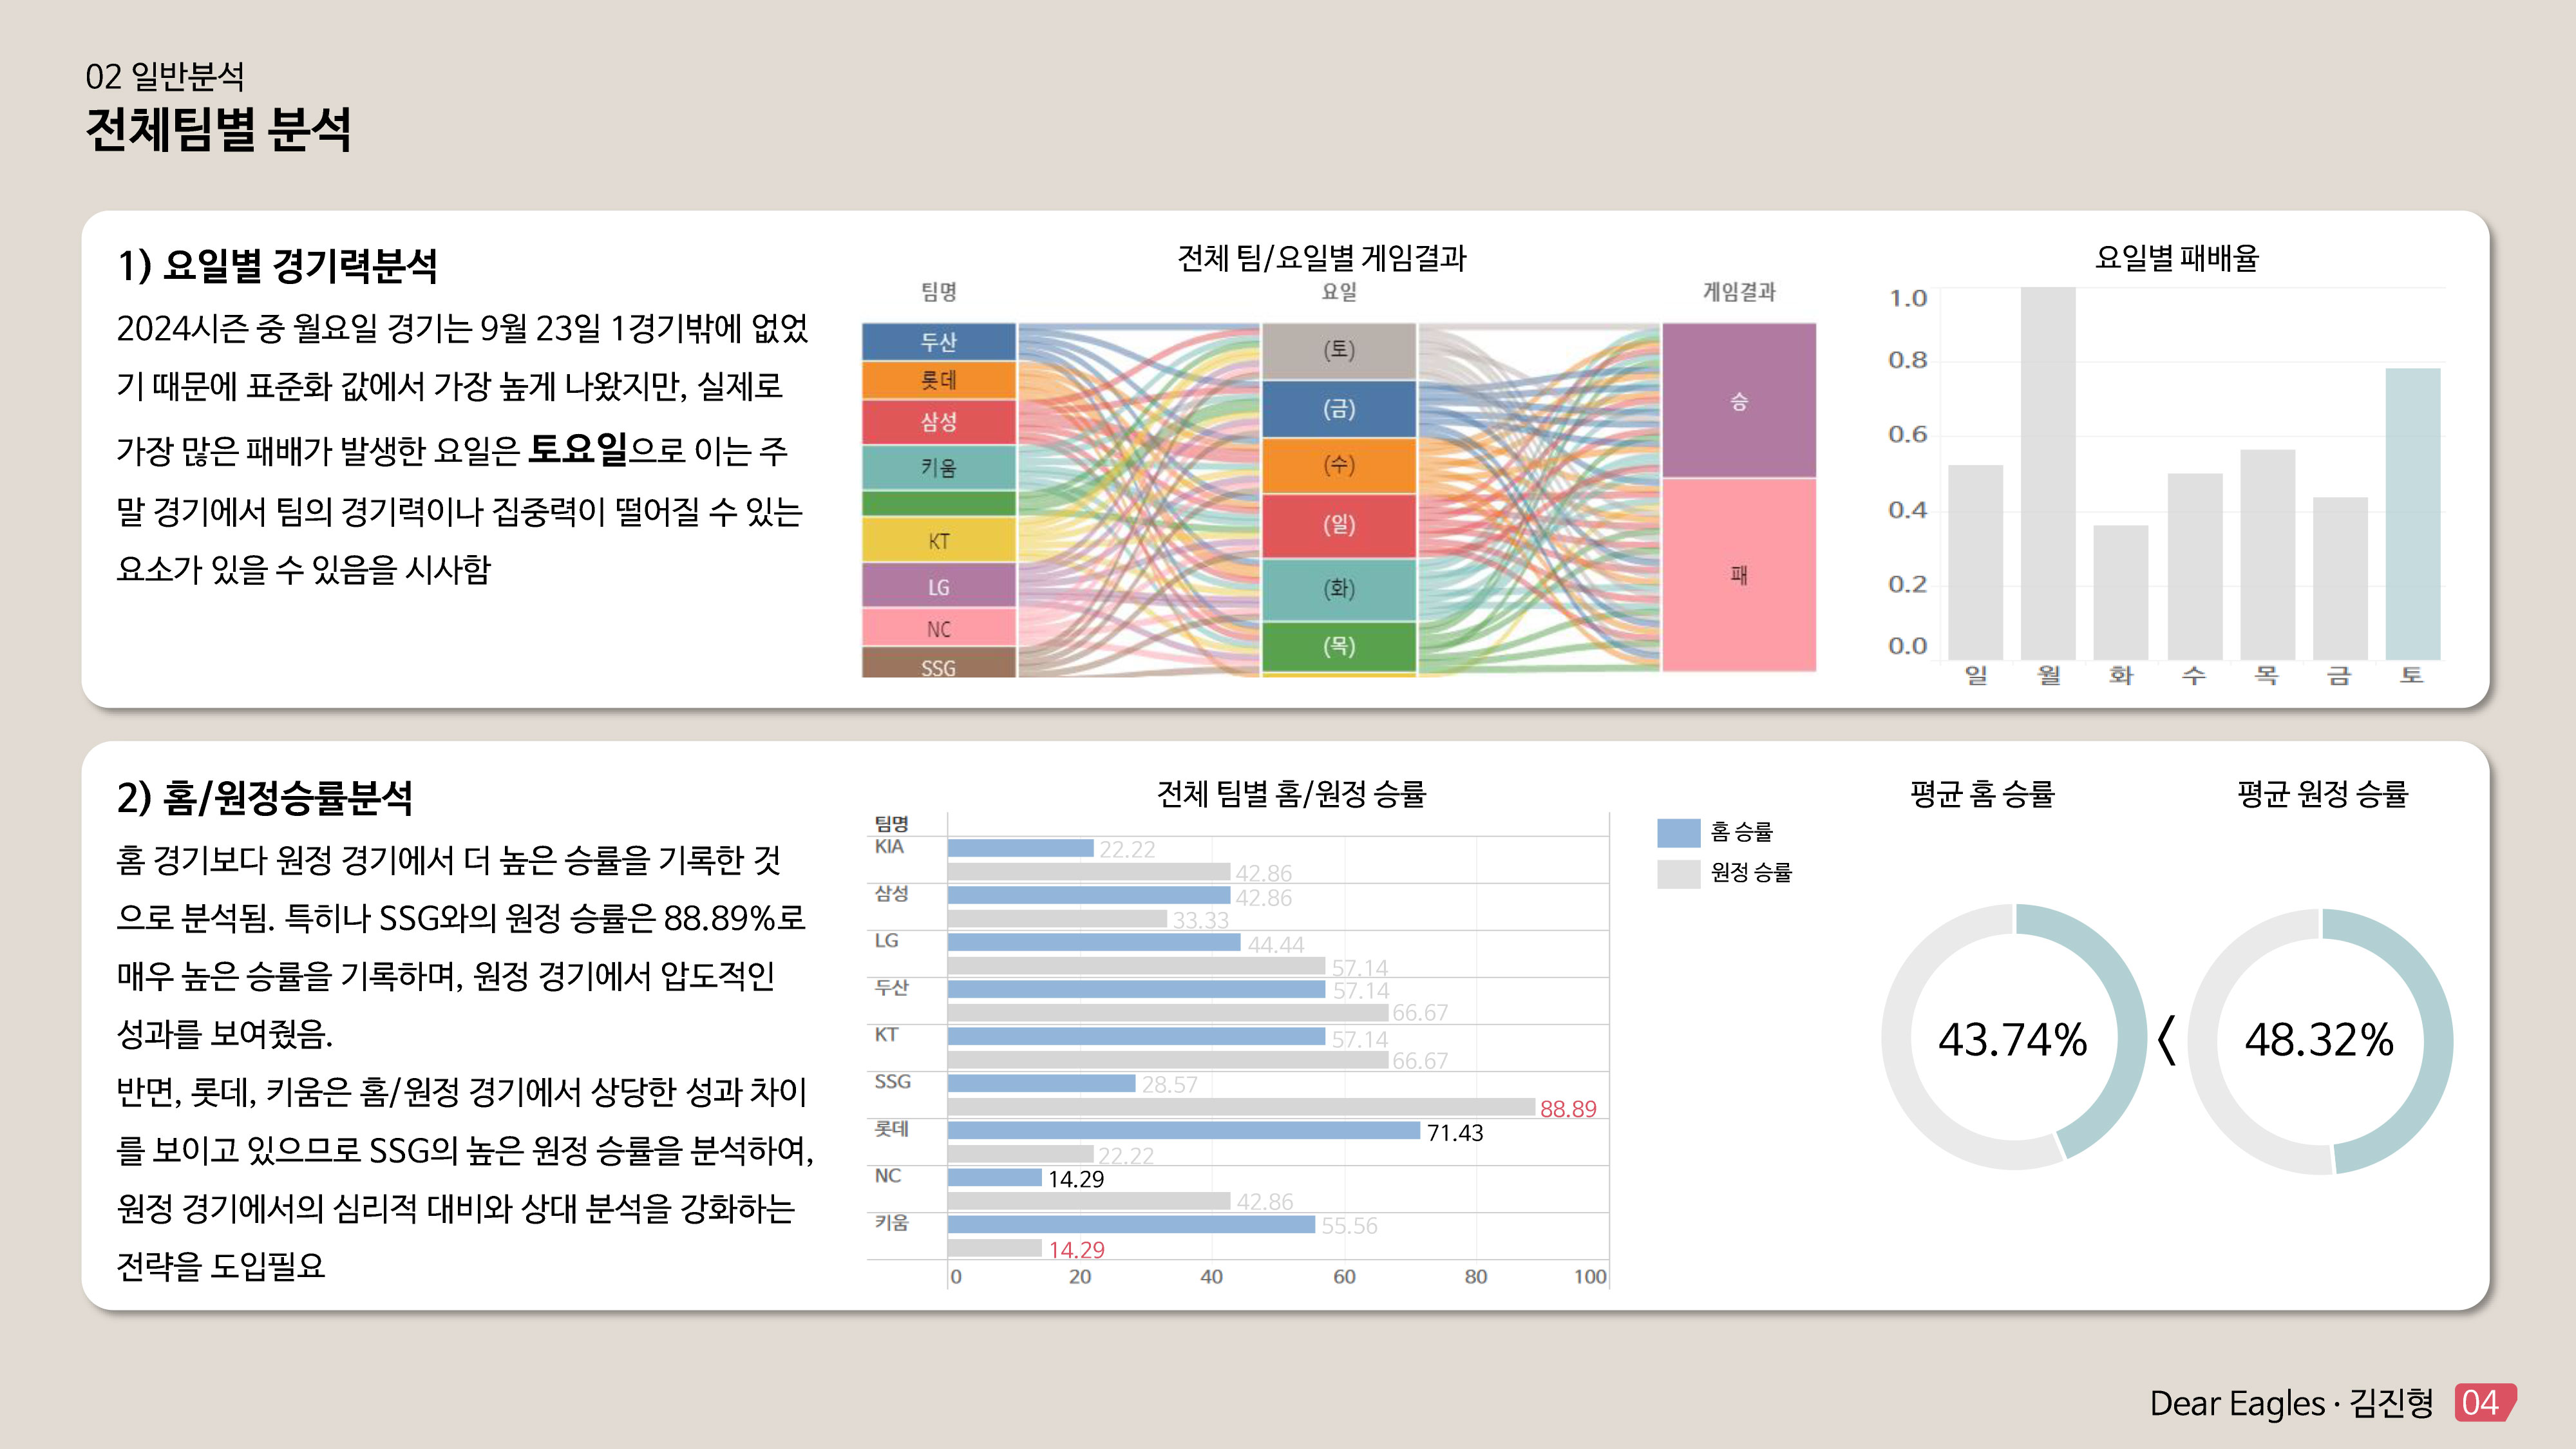 02 일반분석
전체팀별 분석
1) 요일별 경기력분석
2024시즌 중 월요일 경기는 9월 23일 1경기밖에 없었
기 때문에 표준화 값에서 가장 높게 나왔지만, 실제로
가장 많은 패배가 발생한 요일은 토요일으로 이는 주
말 경기에서 팀의 경기력이나 집중력이 떨어질 수 있는
요소가 있을 수 있음을 시사함
전체 팀/요일별 게임결과
팀명
요일
게임결과
두산
롯데
삼성
키움
KT
LG
NC
SSG
(토)
(금)
(수)
(일)
(화)
(목)
승
패
요일별 패배율
1.0
0.8
0.6
0.4
0.2
0.0
일 월 화 수 목 금 토
2) 홈/원정승률분석
홈 경기보다 원정 경기에서 더 높은 승률을 기록한 것
으로 분석됨. 특히나 SSG와의 원정 승률은 88.89%로
매우 높은 승률을 기록하며, 원정 경기에서 압도적인
성과를 보여줬음.
반면, 롯데, 키움은 홈/원정 경기에서 상당한 성과 차이
를 보이고 있으므로 SSG의 높은 원정 승률을 분석하여,
원정 경기에서의 심리적 대비와 상대 분석을 강화하는
전략을 도입필요
전체 팀별 홈/원정 승률
팀명
KIA
22.22
42.86
삼성
42.86
33.33
LG
44.44
57.14
두산
57.14
66.67
KT
57.14
66.67
SSG
28.57
88.89
롯데
71.43
22.22
NC
14.29
42.86
키움
55.56
14.29
0 20 40 60 80 100
홈 승률
원정 승률
평균 홈 승률
평균 원정 승률
43.74% < 48.32%
Dear Eagles · 김진형 04